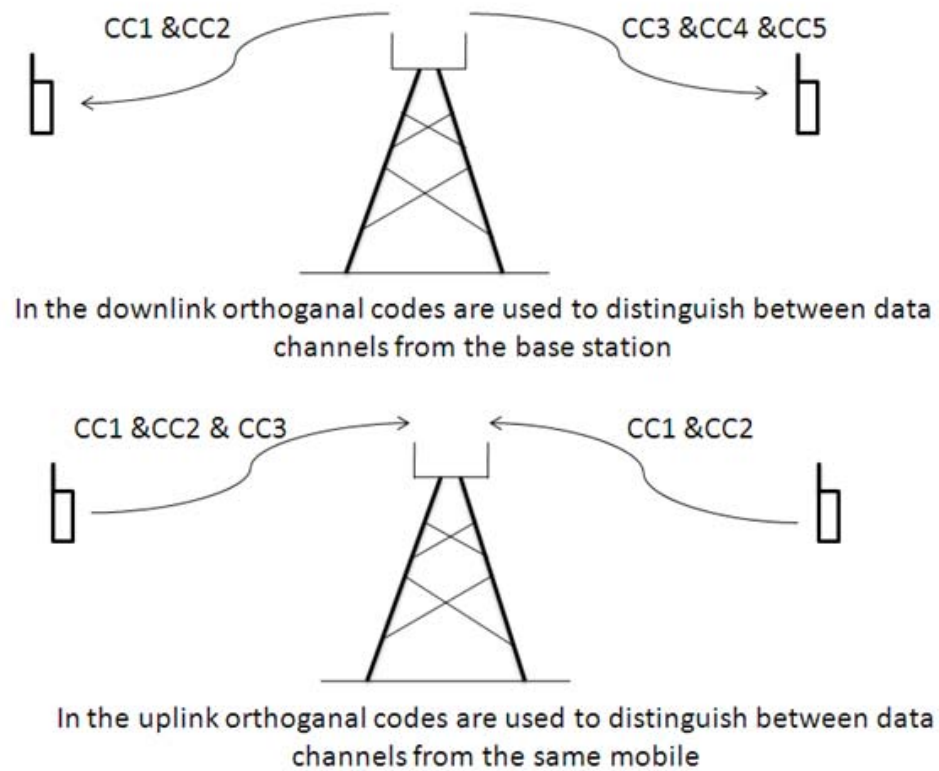 CC1 &CC2
CC3 &CC4 &CC5
In the downlink orthoganal codes are used to distinguish between data
channels from the base station
CC1 &CC2 & CC3
CC1 &CC2
In the uplink orthoganal codes are used to distinguish between data
channels from the same mobile